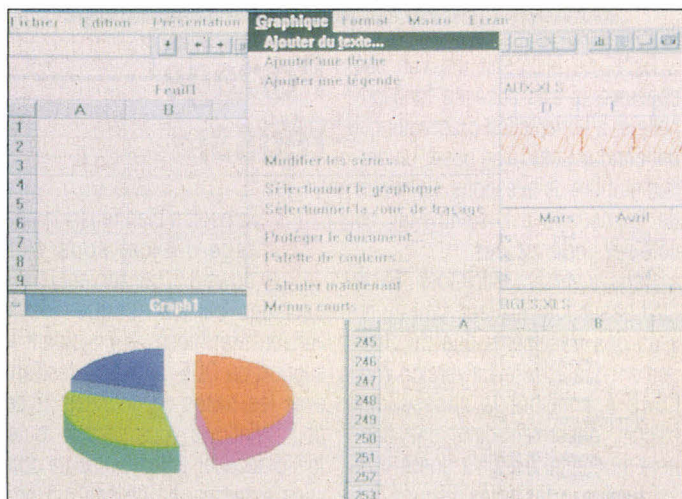 Fichier Edition Présentation Graphique Format Macro Ecran
Ajouter du texte...
Ajouter une flèche
Ajouter une légende
Modifier les séries...
Sélectionner le graphique
Sélectionner la zone de traçage
Protéger le document...
Palette de couleurs...
Calculer maintenant
Menus courts
Feuil1
A B
1
2
3
4
5
6
7
8
9
D E
Mars Avril
Graph1
A B
245
246
247
248
249
250
251
252
253